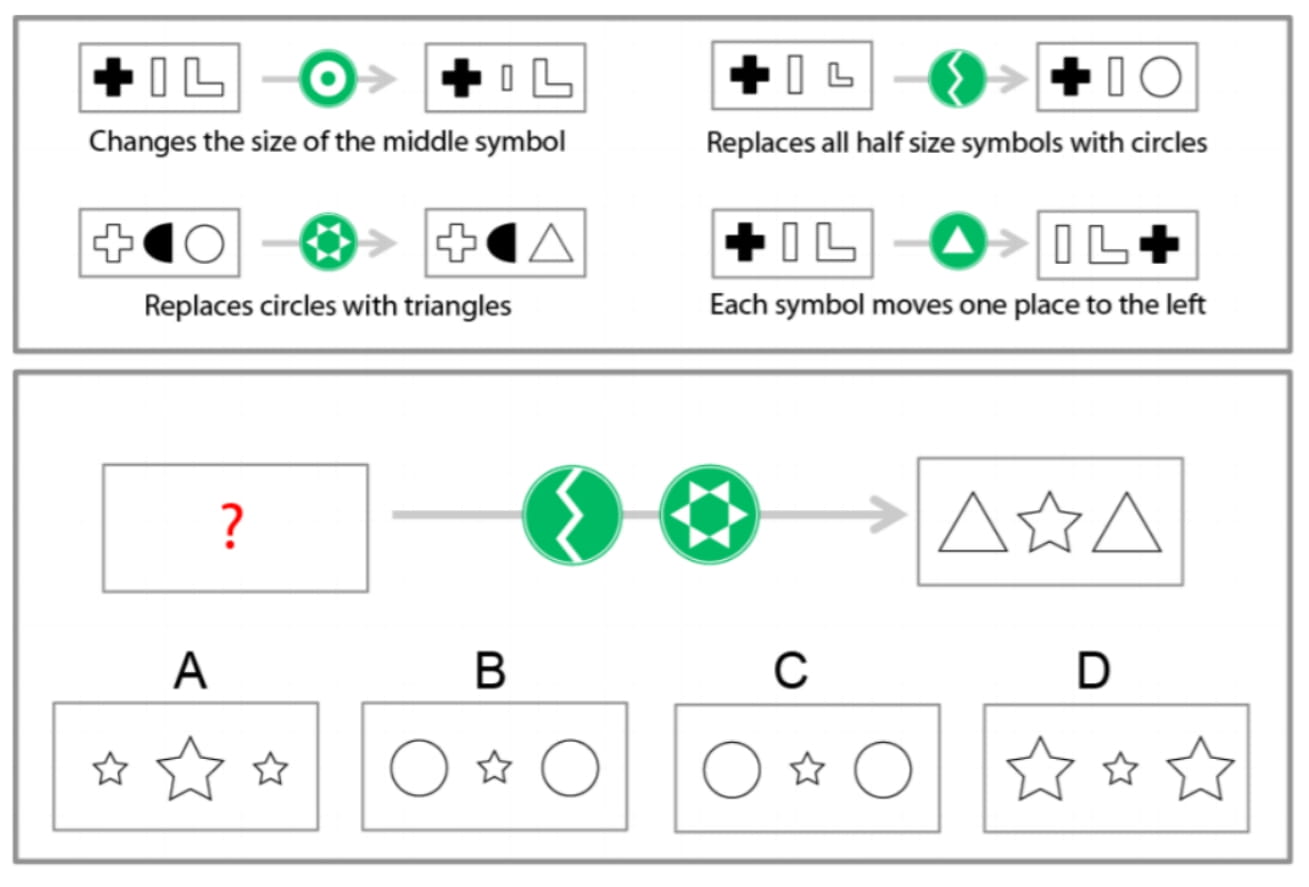 Changes the size of the middle symbol
Replaces all half size symbols with circles
Replaces circles with triangles
Each symbol moves one place to the left
?
A B C D